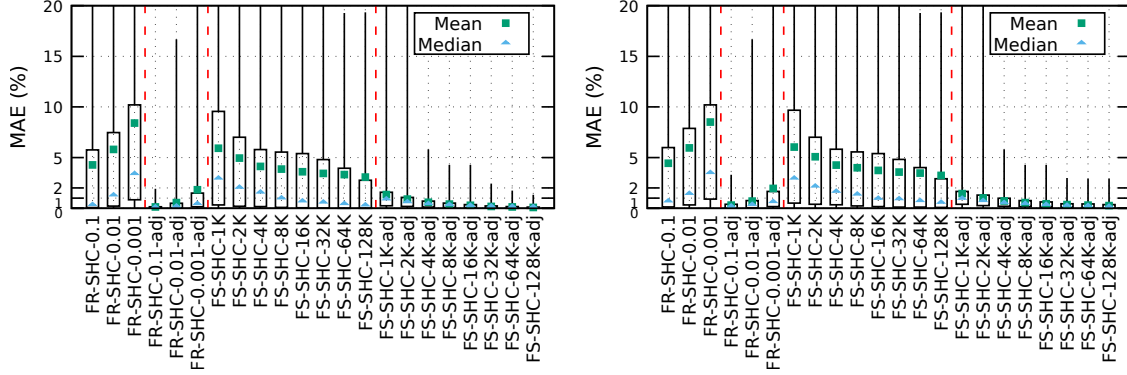 MAE (%)
20
15
10
5
2
1
0
Mean
Median
FR-SHC-0.1
FR-SHC-0.01
FR-SHC-0.001
FR-SHC-0.1-adj
FR-SHC-0.01-adj
FR-SHC-0.001-adj
FS-SHC-1K
FS-SHC-2K
FS-SHC-4K
FS-SHC-8K
FS-SHC-16K
FS-SHC-32K
FS-SHC-64K
FS-SHC-128K
FS-SHC-1K-adj
FS-SHC-2K-adj
FS-SHC-4K-adj
FS-SHC-8K-adj
FS-SHC-16K-adj
FS-SHC-32K-adj
FS-SHC-64K-adj
FS-SHC-128K-adj
MAE (%)
20
15
10
5
2
1
0
Mean
Median
FR-SHC-0.1
FR-SHC-0.01
FR-SHC-0.001
FR-SHC-0.1-adj
FR-SHC-0.01-adj
FR-SHC-0.001-adj
FS-SHC-1K
FS-SHC-2K
FS-SHC-4K
FS-SHC-8K
FS-SHC-16K
FS-SHC-32K
FS-SHC-64K
FS-SHC-128K
FS-SHC-1K-adj
FS-SHC-2K-adj
FS-SHC-4K-adj
FS-SHC-8K-adj
FS-SHC-16K-adj
FS-SHC-32K-adj
FS-SHC-64K-adj
FS-SHC-128K-adj